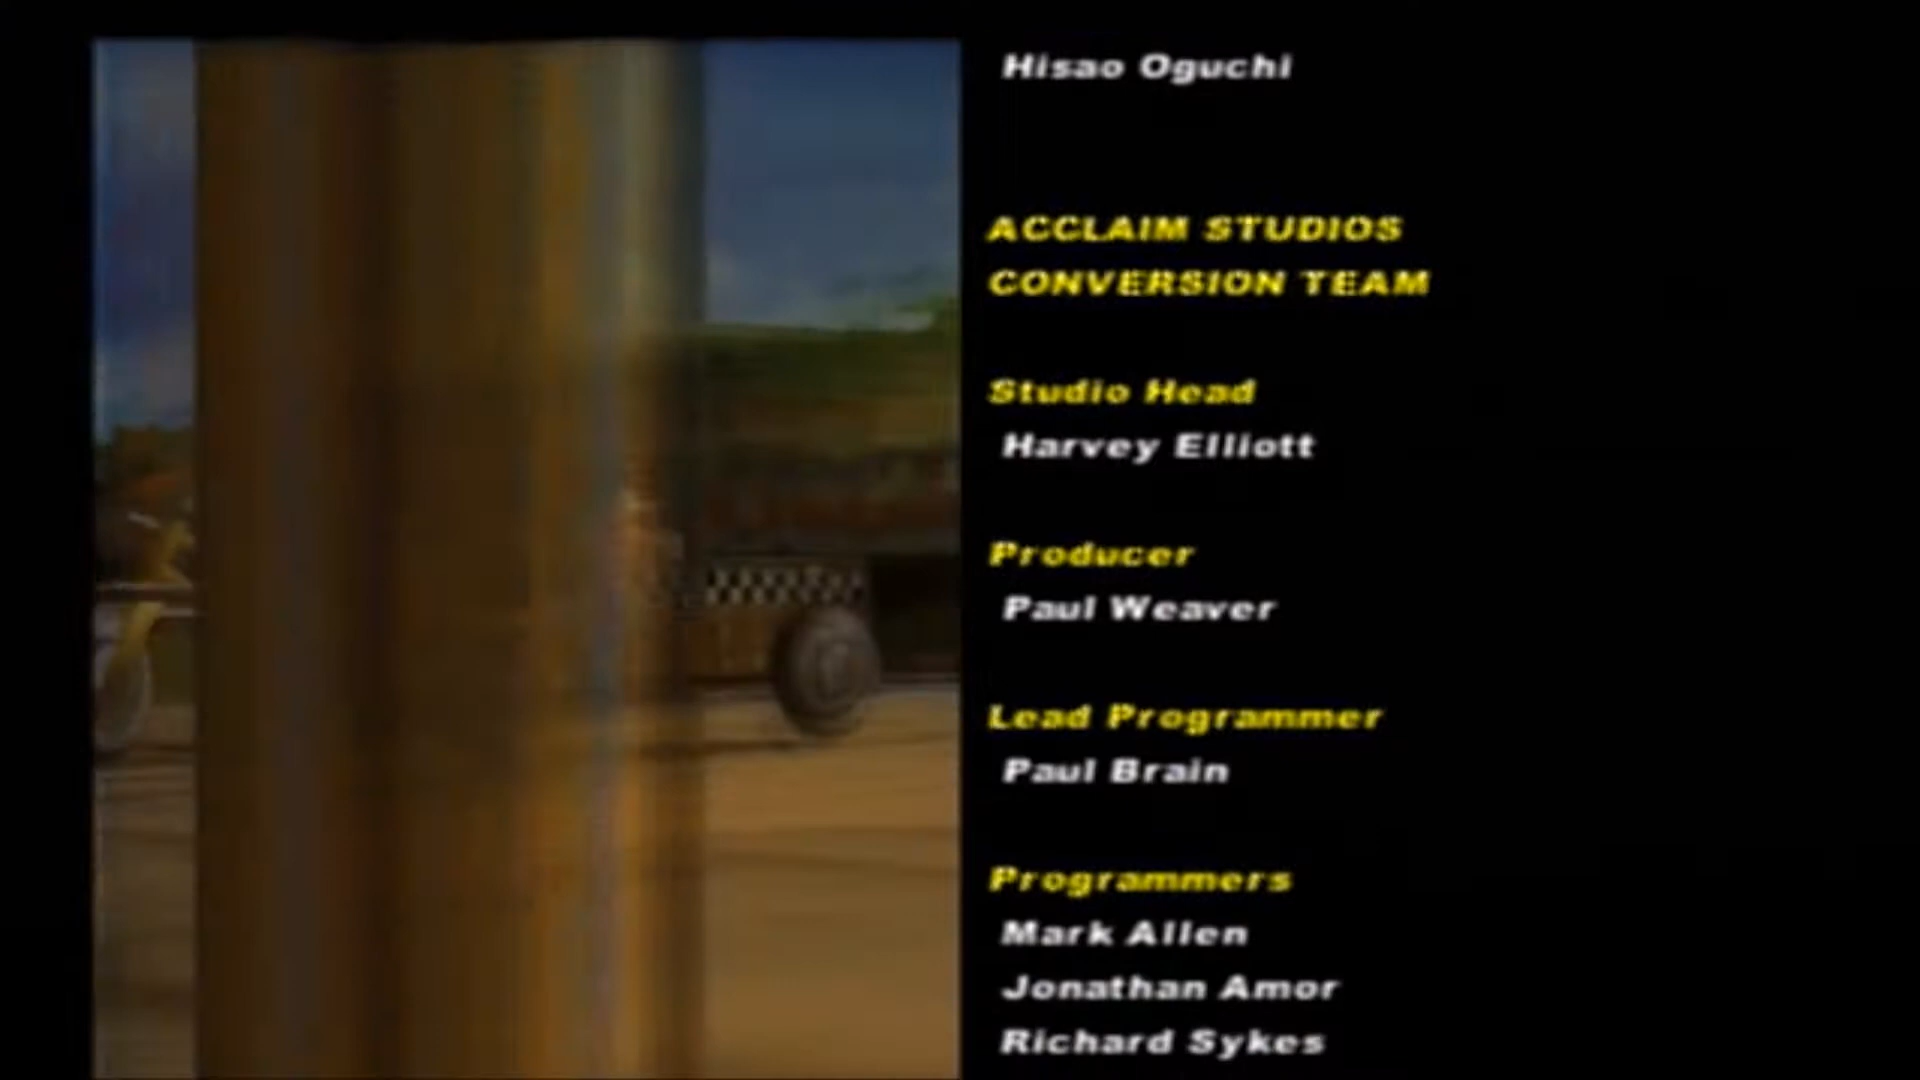 Hisao Oguchi
ACCLAIM STUDIOS
CONVERSION TEAM
Studio Head
Harvey Elliott
Producer
Paul Weaver
Lead Programmer
Paul Brain
Programmers
Mark Allen
Jonathan Amor
Richard Sykes